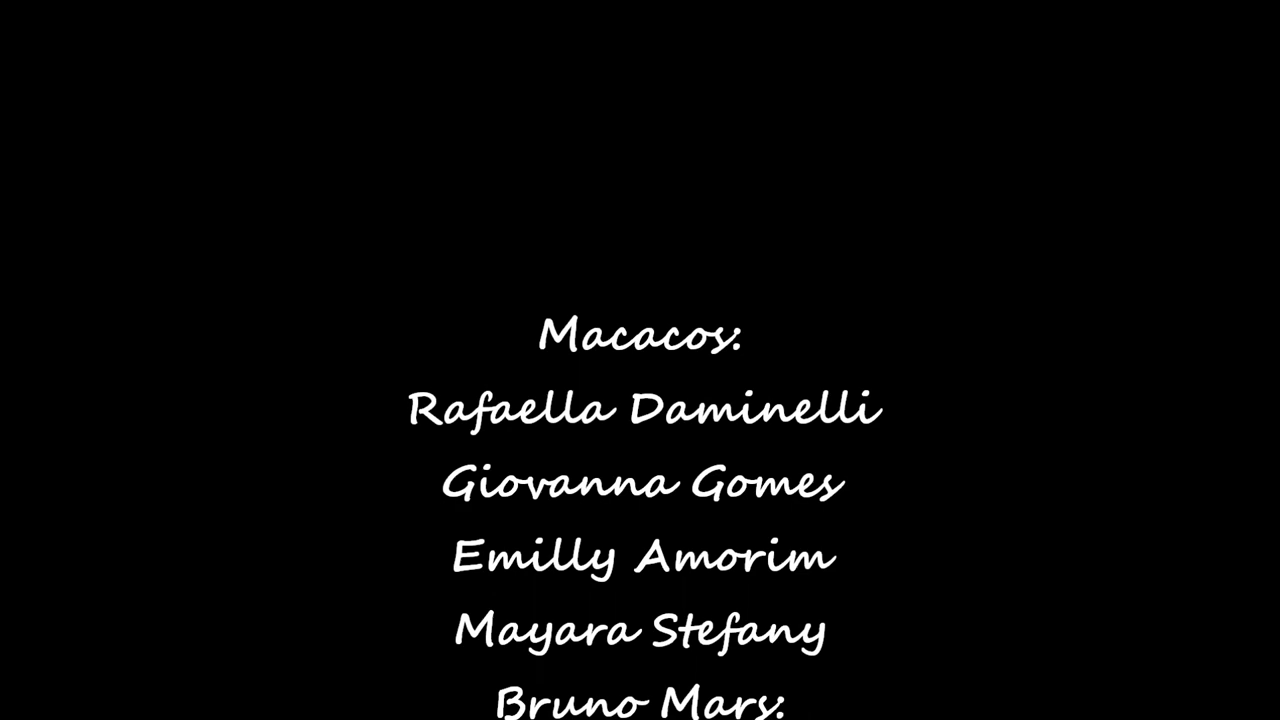 Macacos:
Rafaella Daminelli
Giovanna Gomes
Emilly Amorim
Mayara Stefany
Bruno Mars: